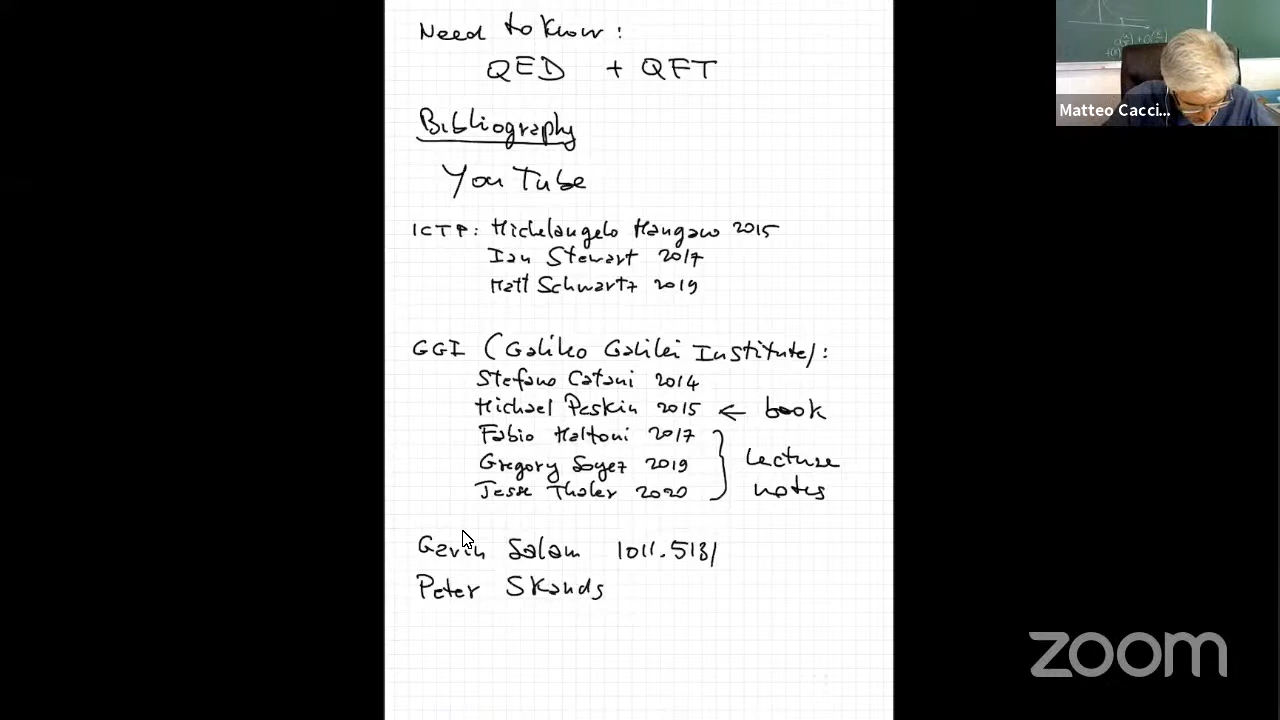 Need to know:
QED + QFT
Bibliography
YouTube
ICTP: Michelangelo Mangano 2015
Ian Stewart 2017
Matt Schwartz 2019
GGI (Galileo Galilei Institute):
Stefano Catani 2014
Michael Peskin 2015 ← book
Fabio Maltoni 2017
Gregory Soyez 2019 } Lecture
Jesse Thaler 2020 notes
Gavin Salam 1011.5131
Peter Skands
Matteo Cacci...
zoom